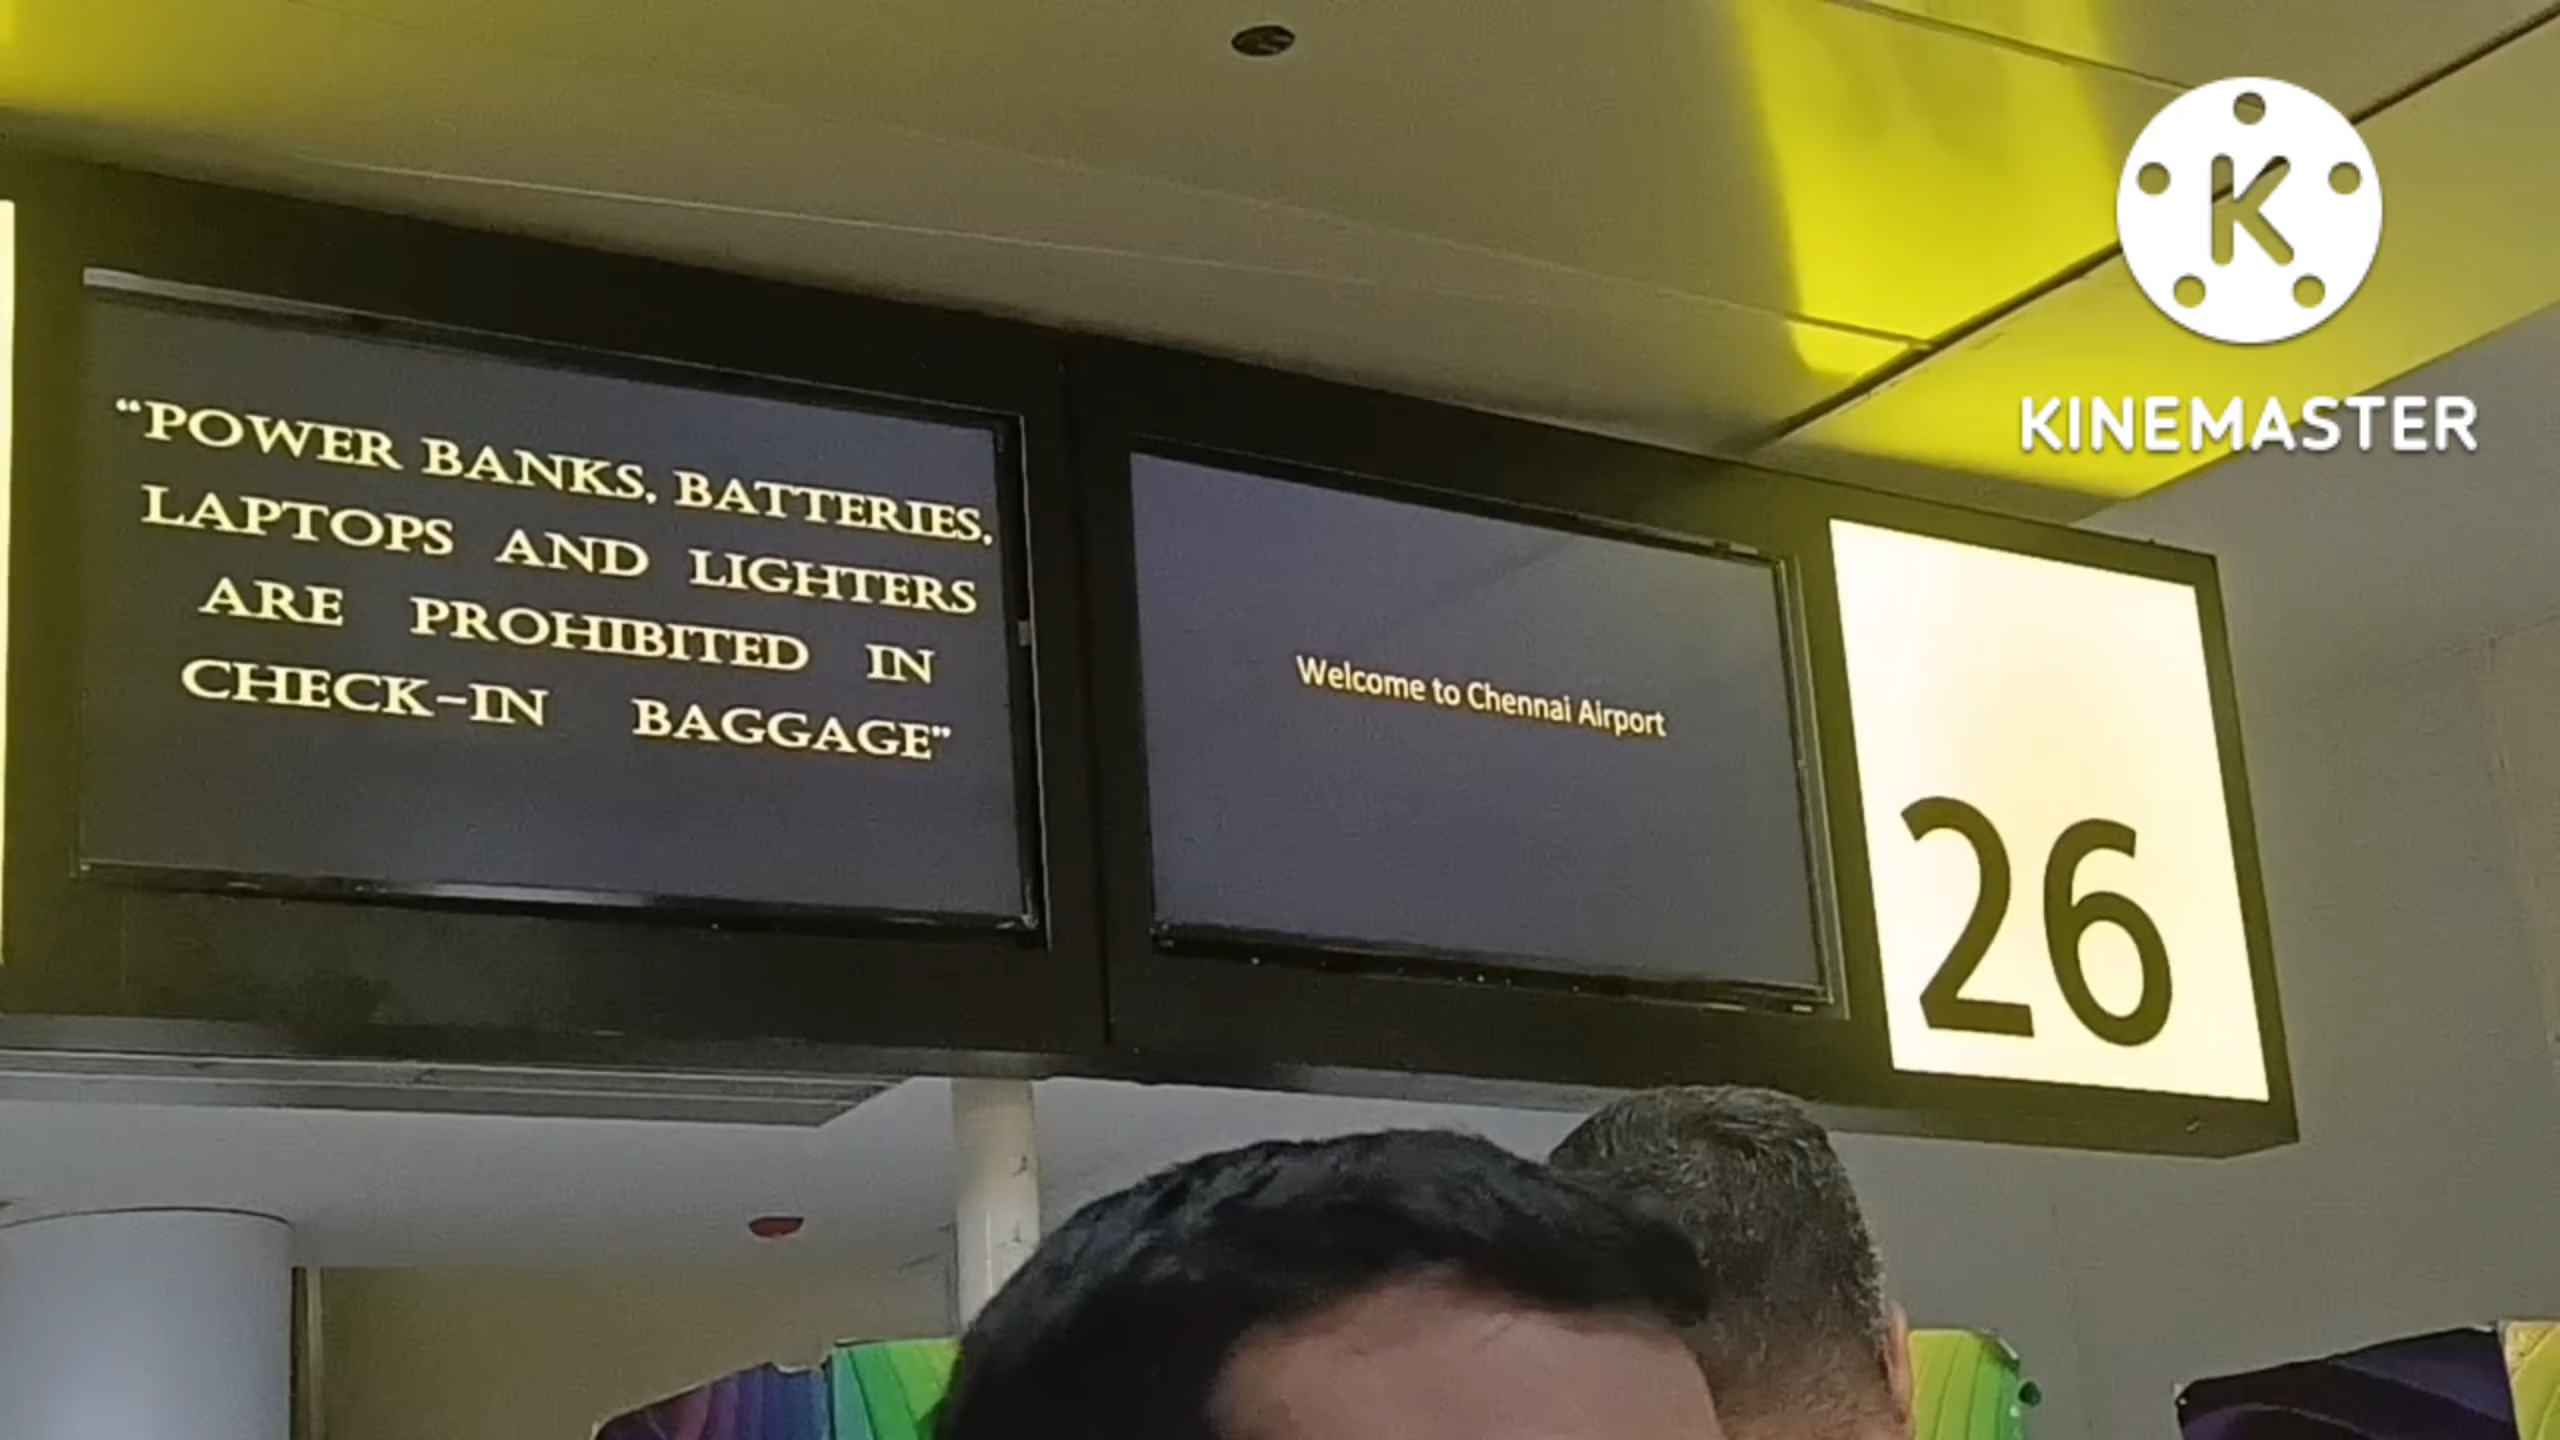 “POWER BANKS, BATTERIES,
LAPTOPS AND LIGHTERS
ARE PROHIBITED IN
CHECK-IN BAGGAGE”
Welcome to Chennai Airport
26
K
KINEMASTER